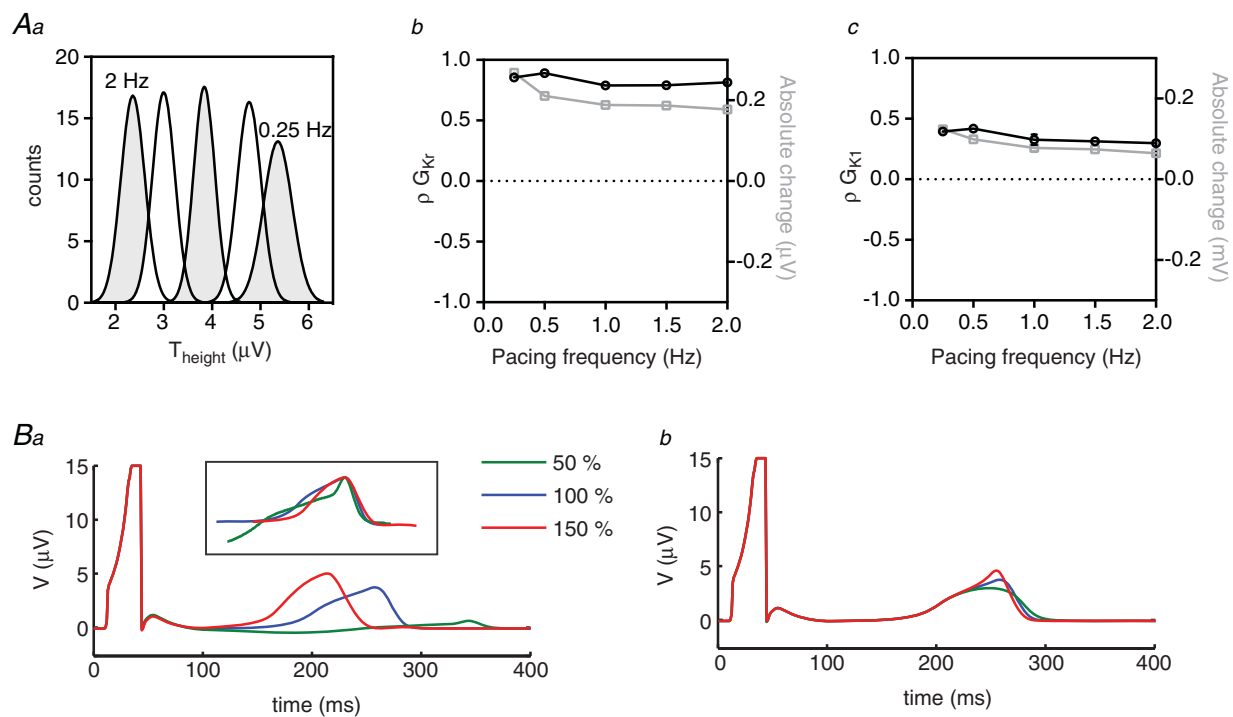 Aa
20
15
10
5
0
counts
2 Hz
0.25 Hz
2 3 4 5 6
T_height (μV)
b
1.0
0.5
0.0
-0.5
-1.0
ρ G_Kr
0.2
0.0
-0.2
Absolute change (μV)
0.0 0.5 1.0 1.5 2.0
Pacing frequency (Hz)
c
1.0
0.5
0.0
-0.5
-1.0
ρ G_K1
0.2
0.0
-0.2
Absolute change (mV)
0.0 0.5 1.0 1.5 2.0
Pacing frequency (Hz)
Ba
15
10
5
0
V (μV)
50 %
100 %
150 %
0 100 200 300 400
time (ms)
b
15
10
5
0
V (μV)
0 100 200 300 400
time (ms)